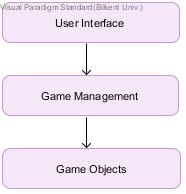 Visual Paradigm Standard(Bilkent Univ.)
User Interface
Game Management
Game Objects